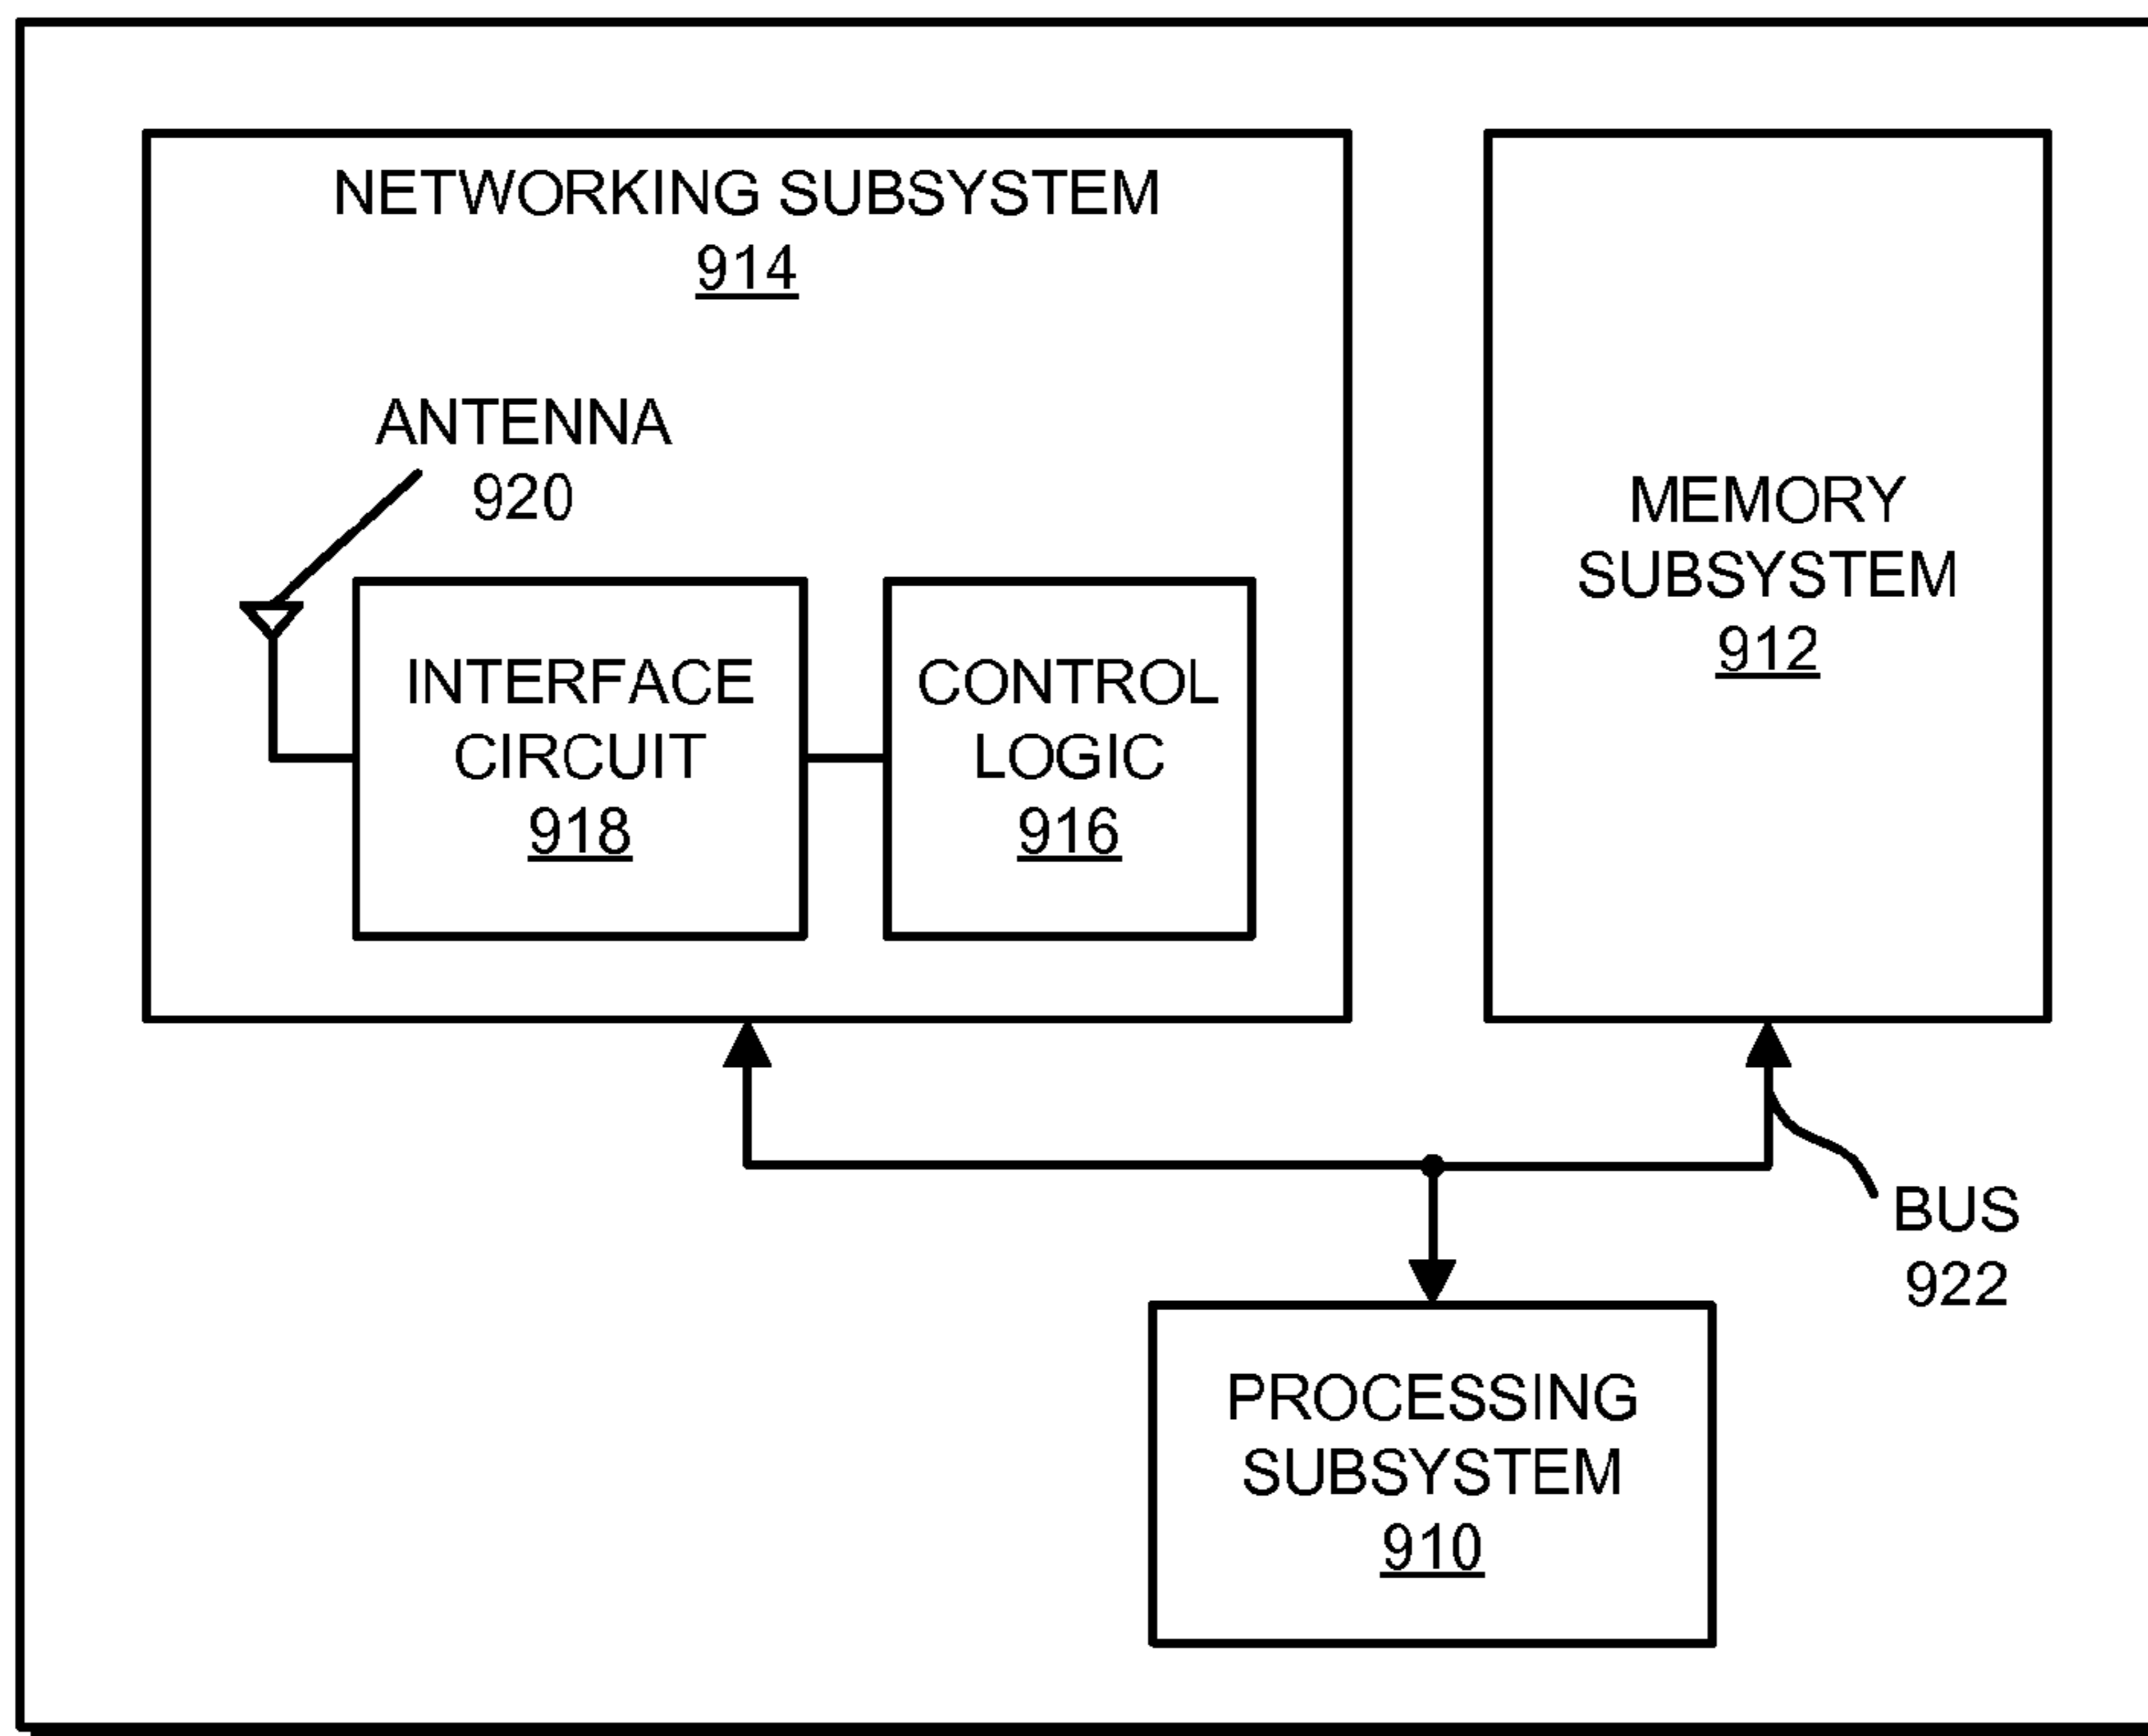 NETWORKING SUBSYSTEM
914
ANTENNA
920
INTERFACE
CIRCUIT
918
CONTROL
LOGIC
916
MEMORY
SUBSYSTEM
912
BUS
922
PROCESSING
SUBSYSTEM
910